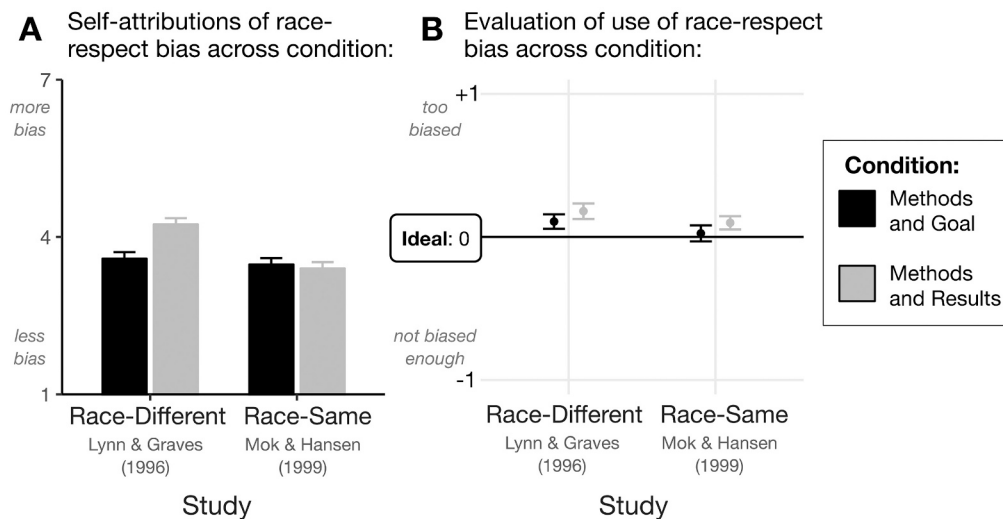 A Self-attributions of race-
respect bias across condition:
7
more
bias
4
less
bias
1
Race-Different
Lynn & Graves
(1996)
Race-Same
Mok & Hansen
(1999)
Study
B Evaluation of use of race-respect
bias across condition:
+1
too
biased
Ideal: 0
not biased
enough
-1
Race-Different
Lynn & Graves
(1996)
Race-Same
Mok & Hansen
(1999)
Study
Condition:
Methods
and Goal
Methods
and Results